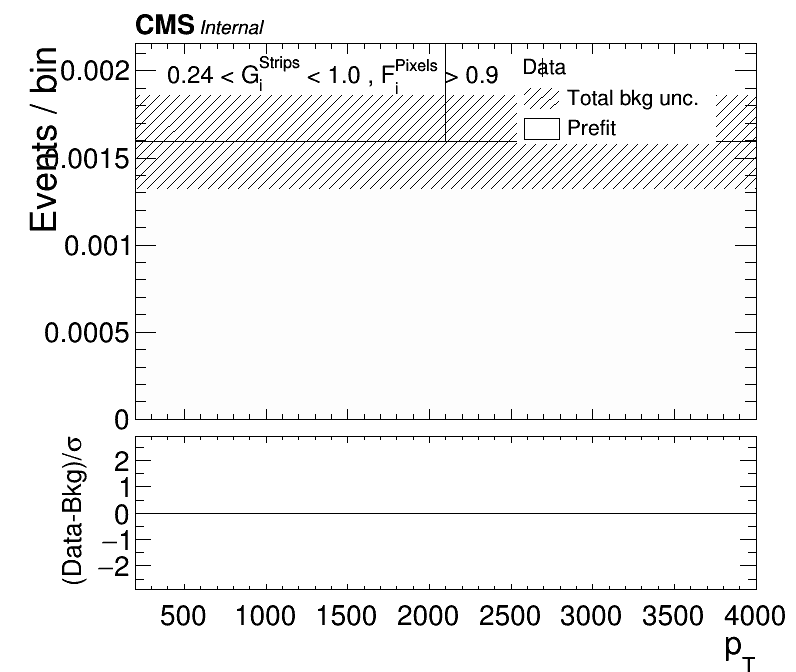 CMS Internal
Events / bin
0.24 < G_i^Strips < 1.0 , F_i^Pixels > 0.9
Data
Total bkg unc.
Prefit
0.002
0.0015
0.001
0.0005
0
(Data-Bkg)/σ
2
1
0
−1
−2
500 1000 1500 2000 2500 3000 3500 4000
p_T